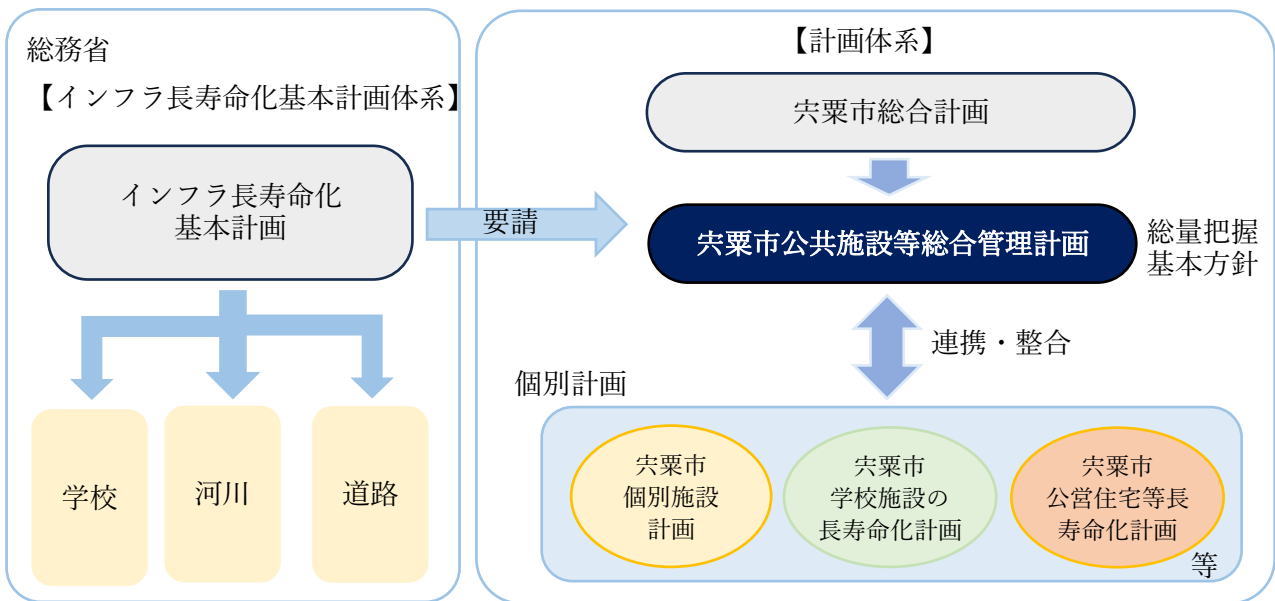 総務省
【インフラ長寿命化基本計画体系】
インフラ長寿命化
基本計画
要請
学校
河川
道路
【計画体系】
宍粟市総合計画
宍粟市公共施設等総合管理計画
総量把握
基本方針
連携・整合
個別計画
宍粟市
個別施設
計画
宍粟市
学校施設の
長寿命化計画
宍粟市
公営住宅等長
寿命化計画
等